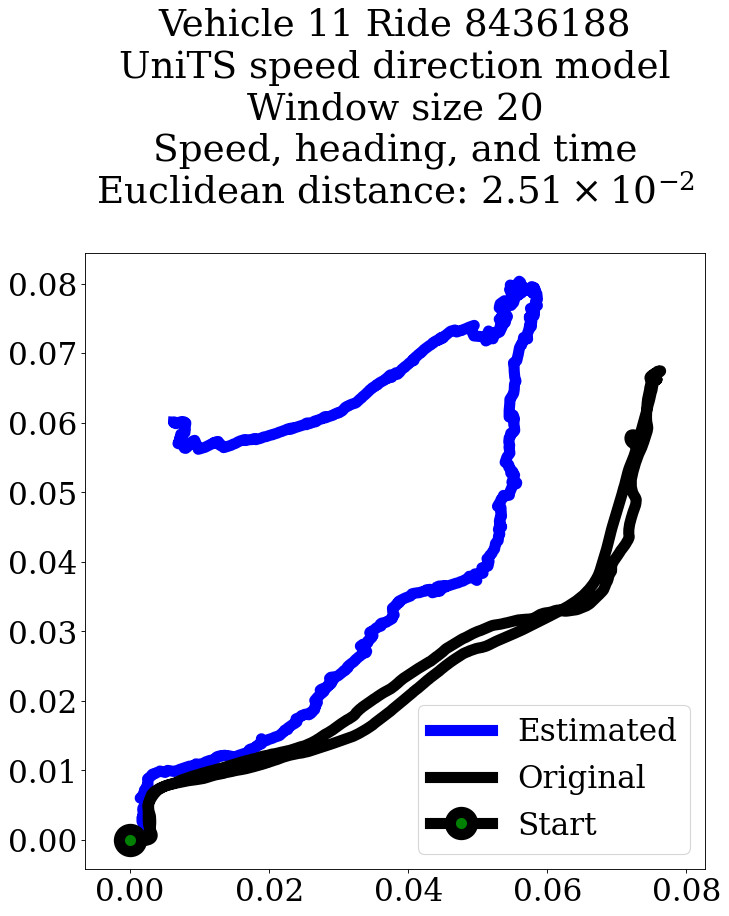 Vehicle 11 Ride 8436188
UniTS speed direction model
Window size 20
Speed, heading, and time
Euclidean distance: 2.51 × 10⁻²
0.08
0.07
0.06
0.05
0.04
0.03
0.02
0.01
0.00
Estimated
Original
Start
0.00 0.02 0.04 0.06 0.08